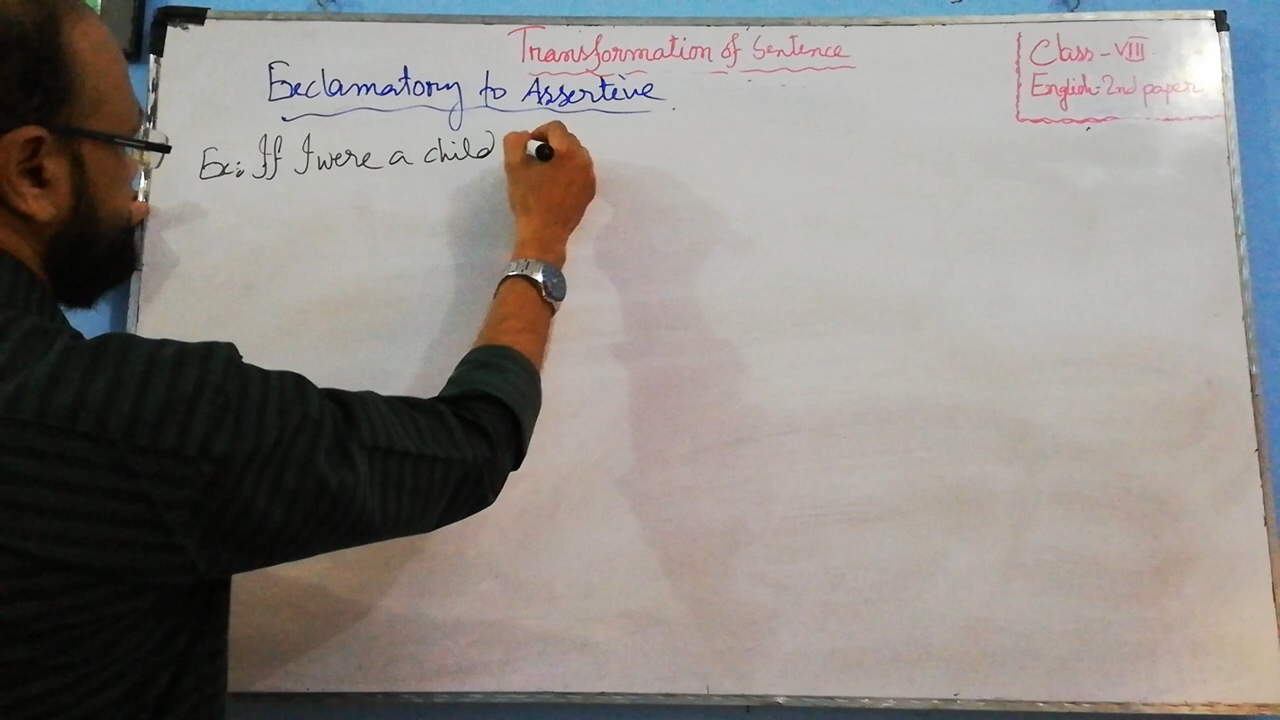 Transformation of Sentence
Class - VIII
English- 2nd paper
Exclamatory to Assertive
Ex: If I were a child